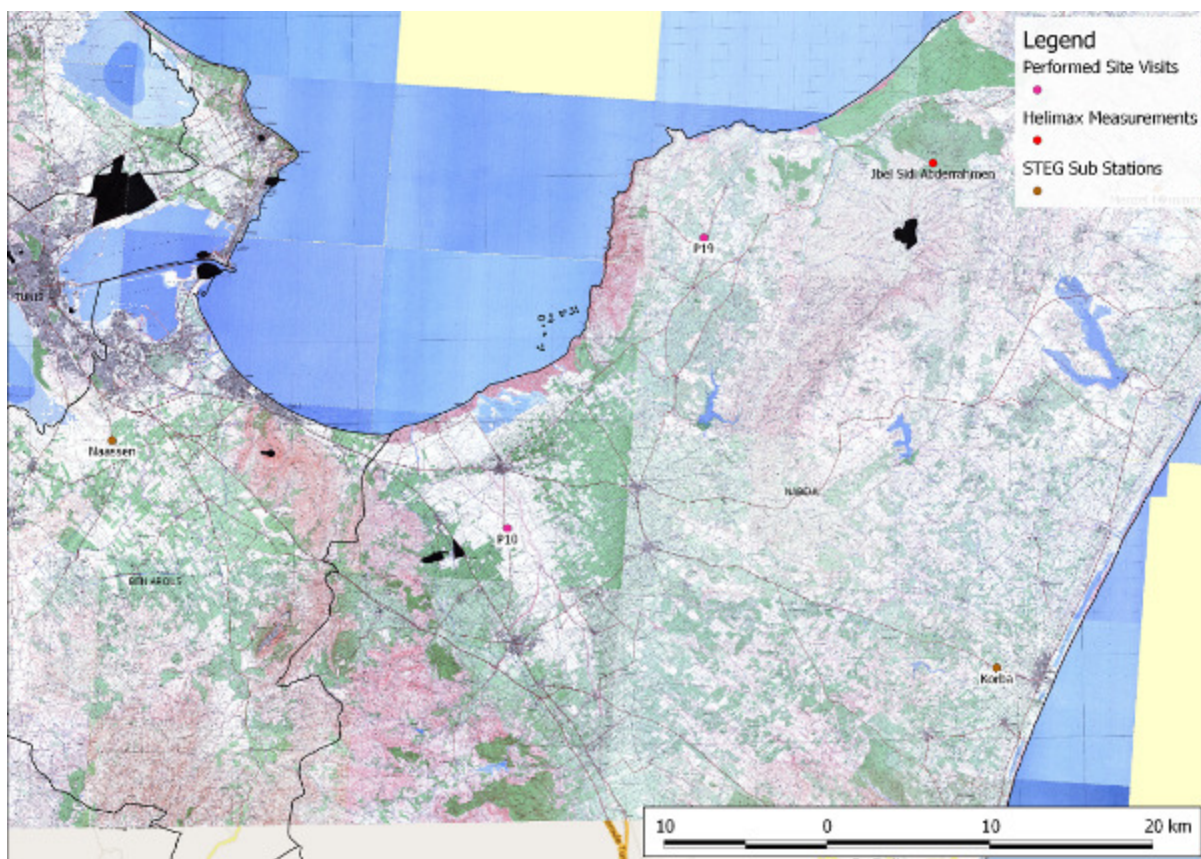 Legend
Performed Site Visits
Helimax Measurements
STEG Sub Stations
Jbel Sidi Abderrahmen
P19
TUNIS
Naassen
NABEUL
P10
BEN AROUS
Korba
10 0 10 20 km